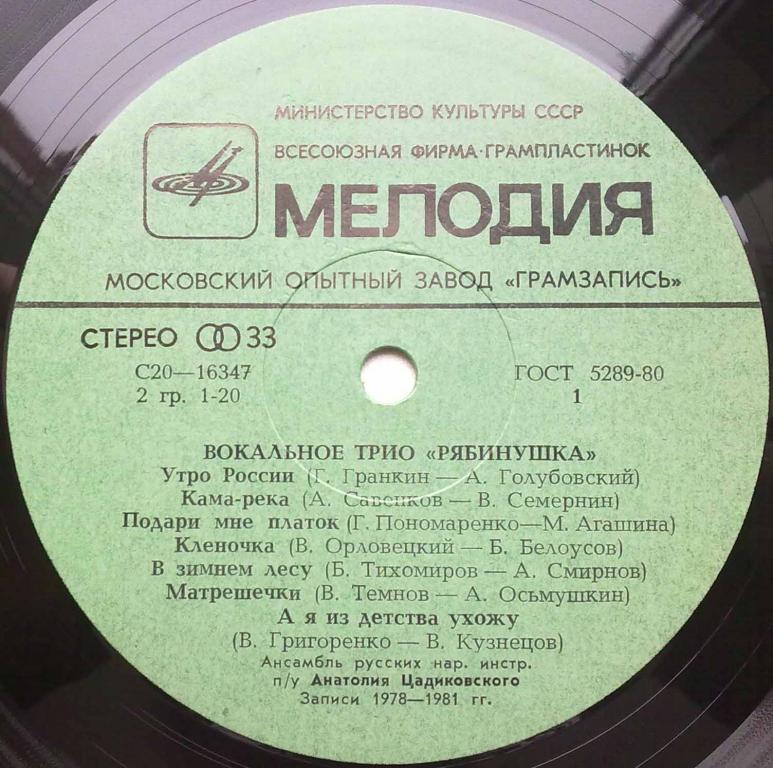 МИНИСТЕРСТВО КУЛЬТУРЫ СССР
ВСЕСОЮЗНАЯ ФИРМА·ГРАМПЛАСТИНОК
МЕЛОДИЯ
МОСКОВСКИЙ ОПЫТНЫЙ ЗАВОД «ГРАМЗАПИСЬ»
СТЕРЕО 33
С20—16347 ГОСТ 5289-80
2 гр. 1-20 1
ВОКАЛЬНОЕ ТРИО «РЯБИНУШКА»
Утро России (Г. Гранкин — А. Голубовский)
Кама-река (А. Савенков — В. Семернин)
Подари мне платок (Г. Пономаренко—М. Агашина)
Кленочка (В. Орловецкий — Б. Белоусов)
В зимнем лесу (Б. Тихомиров — А. Смирнов)
Матрешечки (В. Темнов — А. Осьмушкин)
А я из детства ухожу
(В. Григоренко — В. Кузнецов)
Ансамбль русских нар. инстр.
п/у Анатолия Цадиковского
Записи 1978—1981 гг.